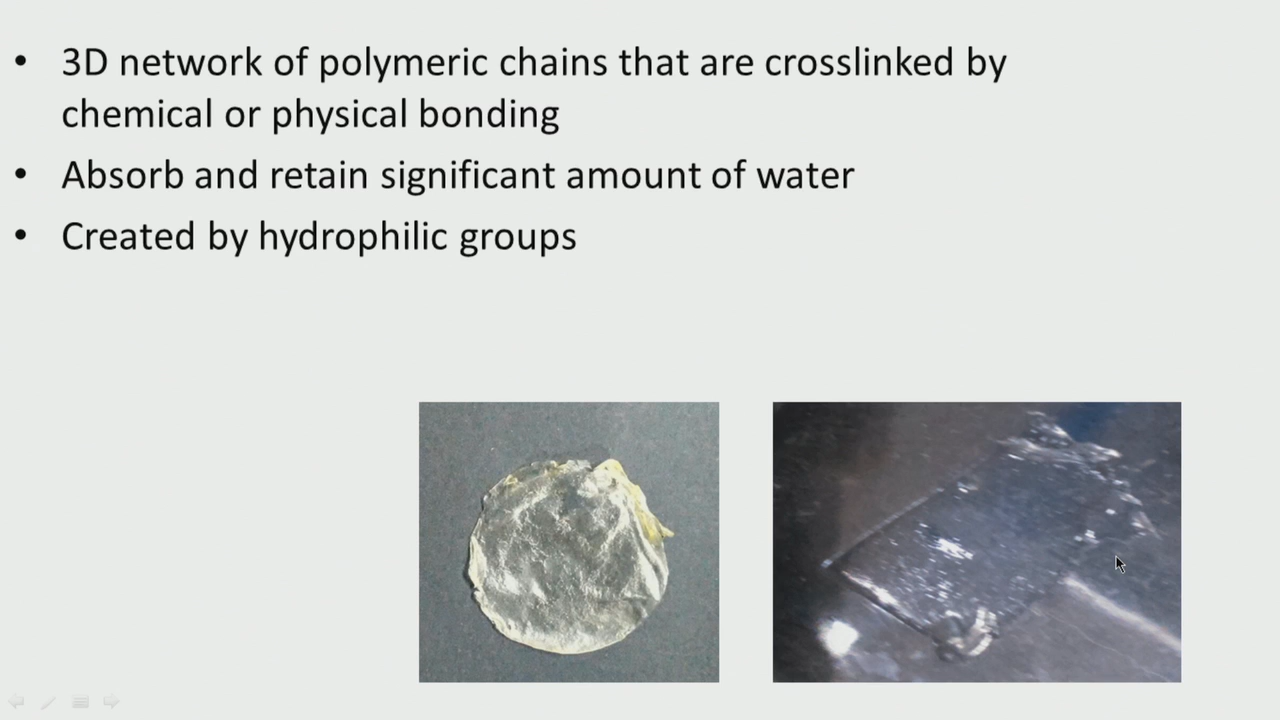 • 3D network of polymeric chains that are crosslinked by
chemical or physical bonding
• Absorb and retain significant amount of water
• Created by hydrophilic groups